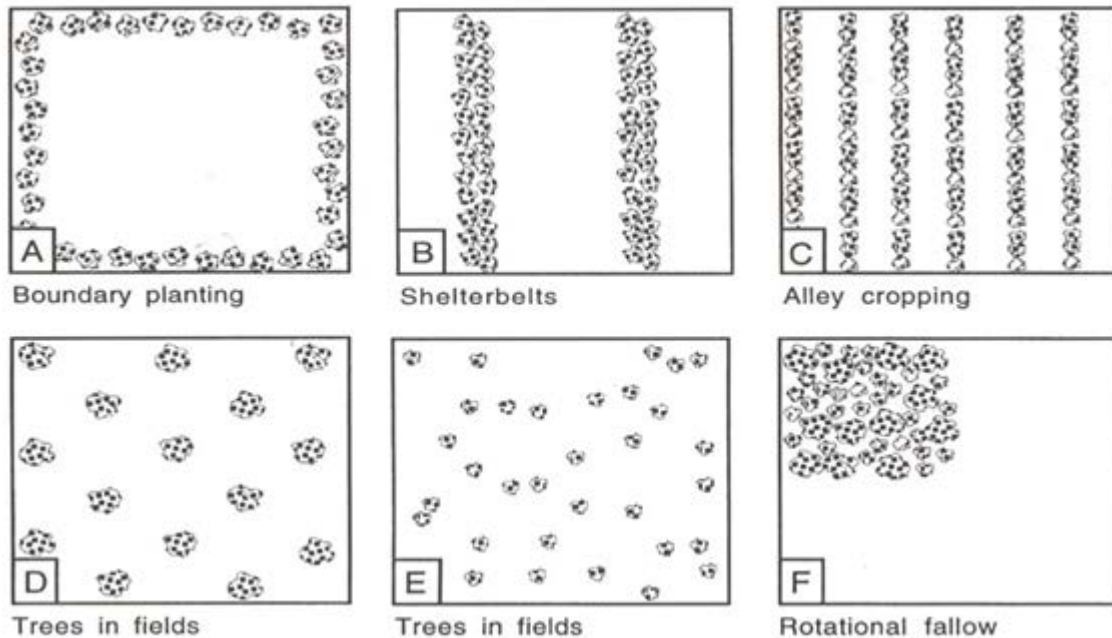 A
Boundary planting
B
Shelterbelts
C
Alley cropping
D
Trees in fields
E
Trees in fields
F
Rotational fallow